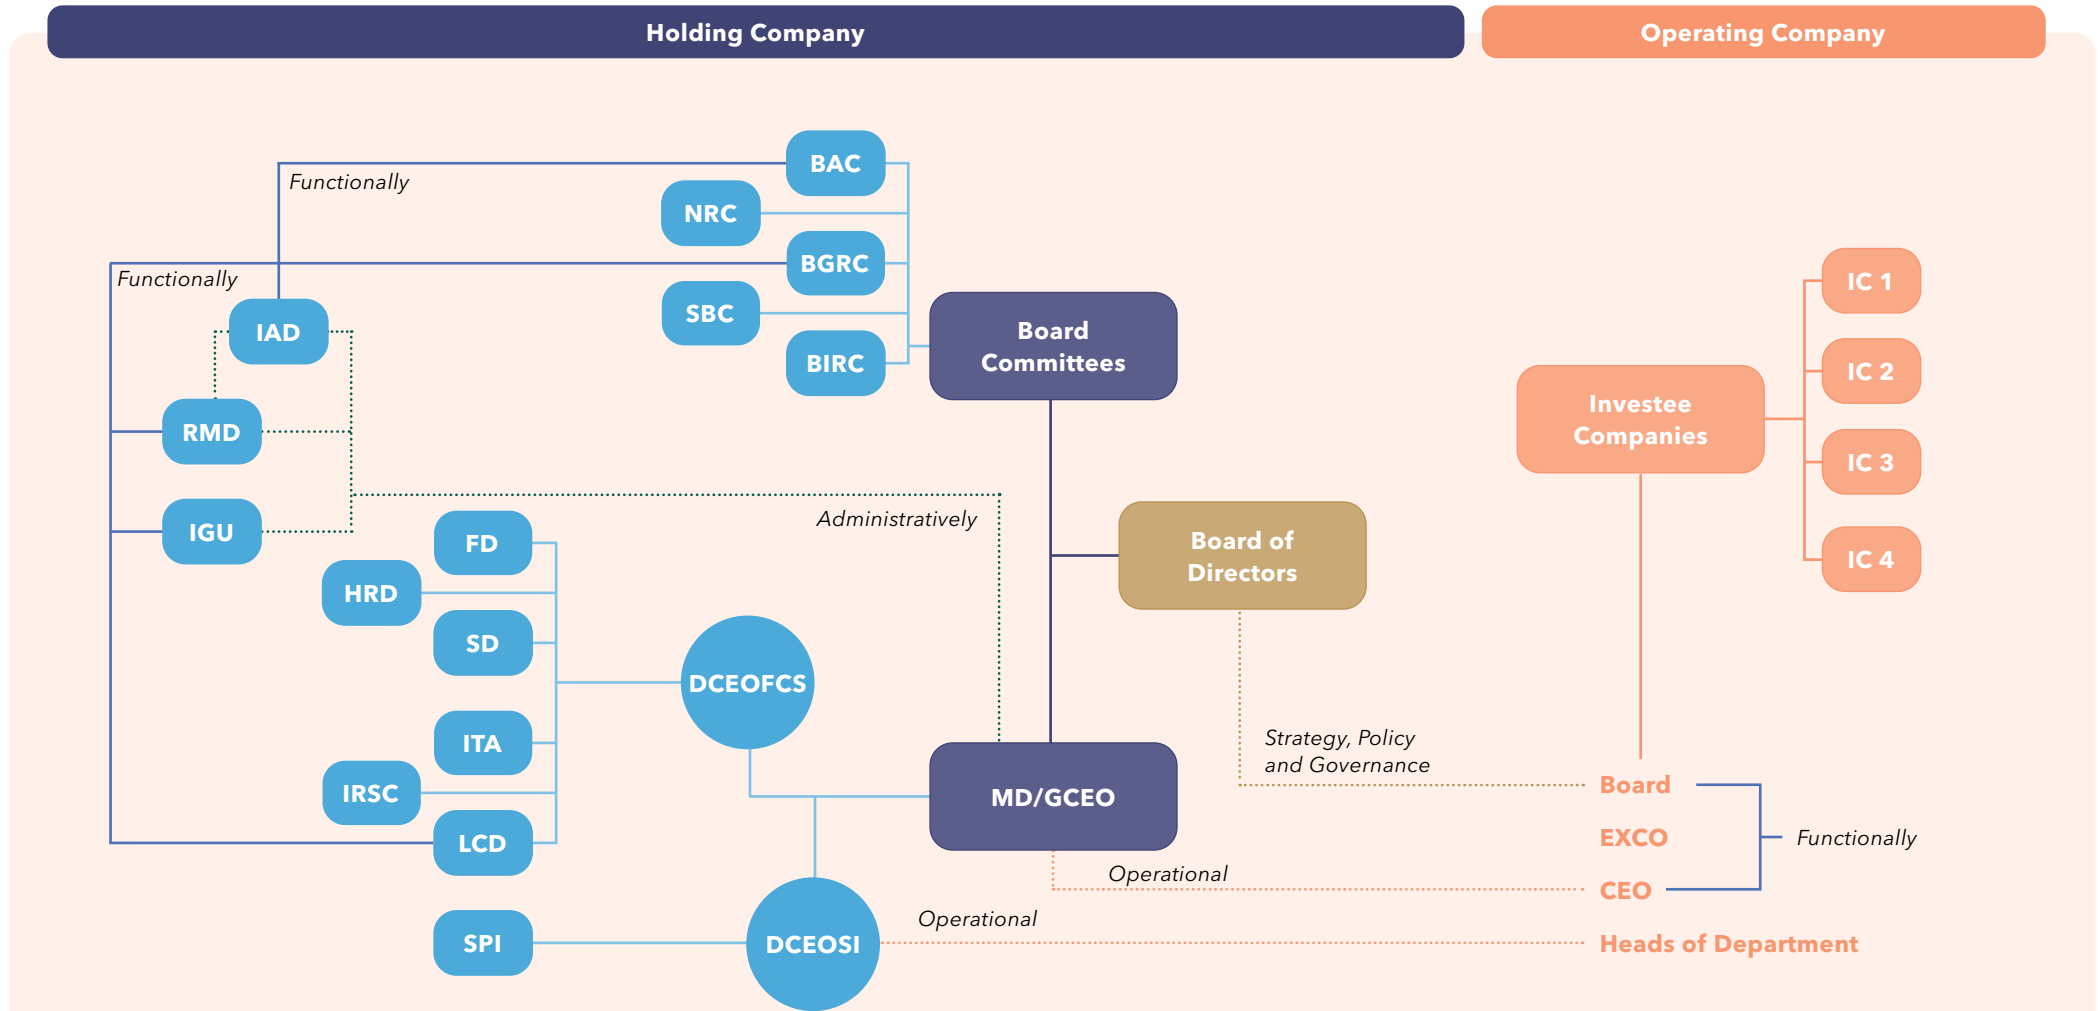 Holding Company
Operating Company
BAC
Functionally
NRC
BGRC
Functionally
SBC
IAD
BIRC
Board
Committees
IC 1
IC 2
IC 3
IC 4
Investee
Companies
RMD
IGU
Administratively
FD
HRD
SD
ITA
IRSC
LCD
SPI
DCEOFCS
Board of
Directors
Strategy, Policy
and Governance
MD/GCEO
Operational
DCEOSI
Operational
Board
EXCO
CEO
Heads of Department
Functionally